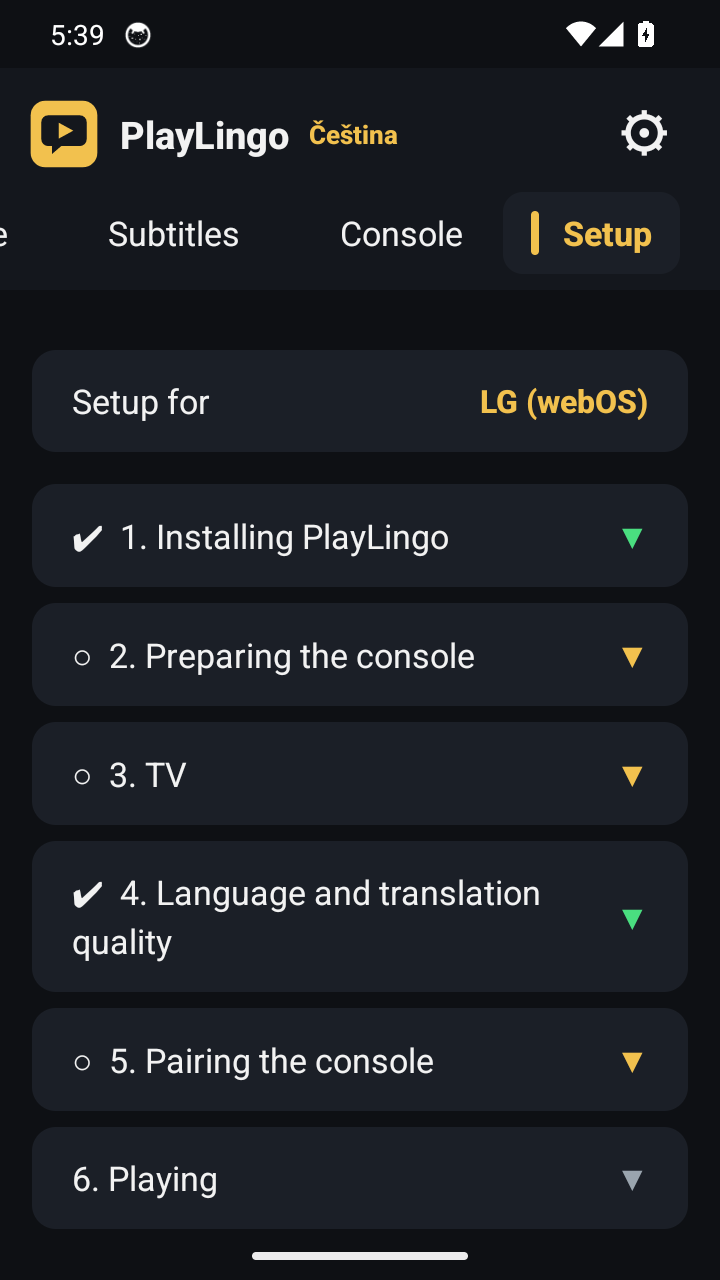 5:39
PlayLingo Čeština
e Subtitles Console Setup
Setup for LG (webOS)
✔ 1. Installing PlayLingo ▼
○ 2. Preparing the console ▼
○ 3. TV ▼
✔ 4. Language and translation
quality ▼
○ 5. Pairing the console ▼
6. Playing ▼